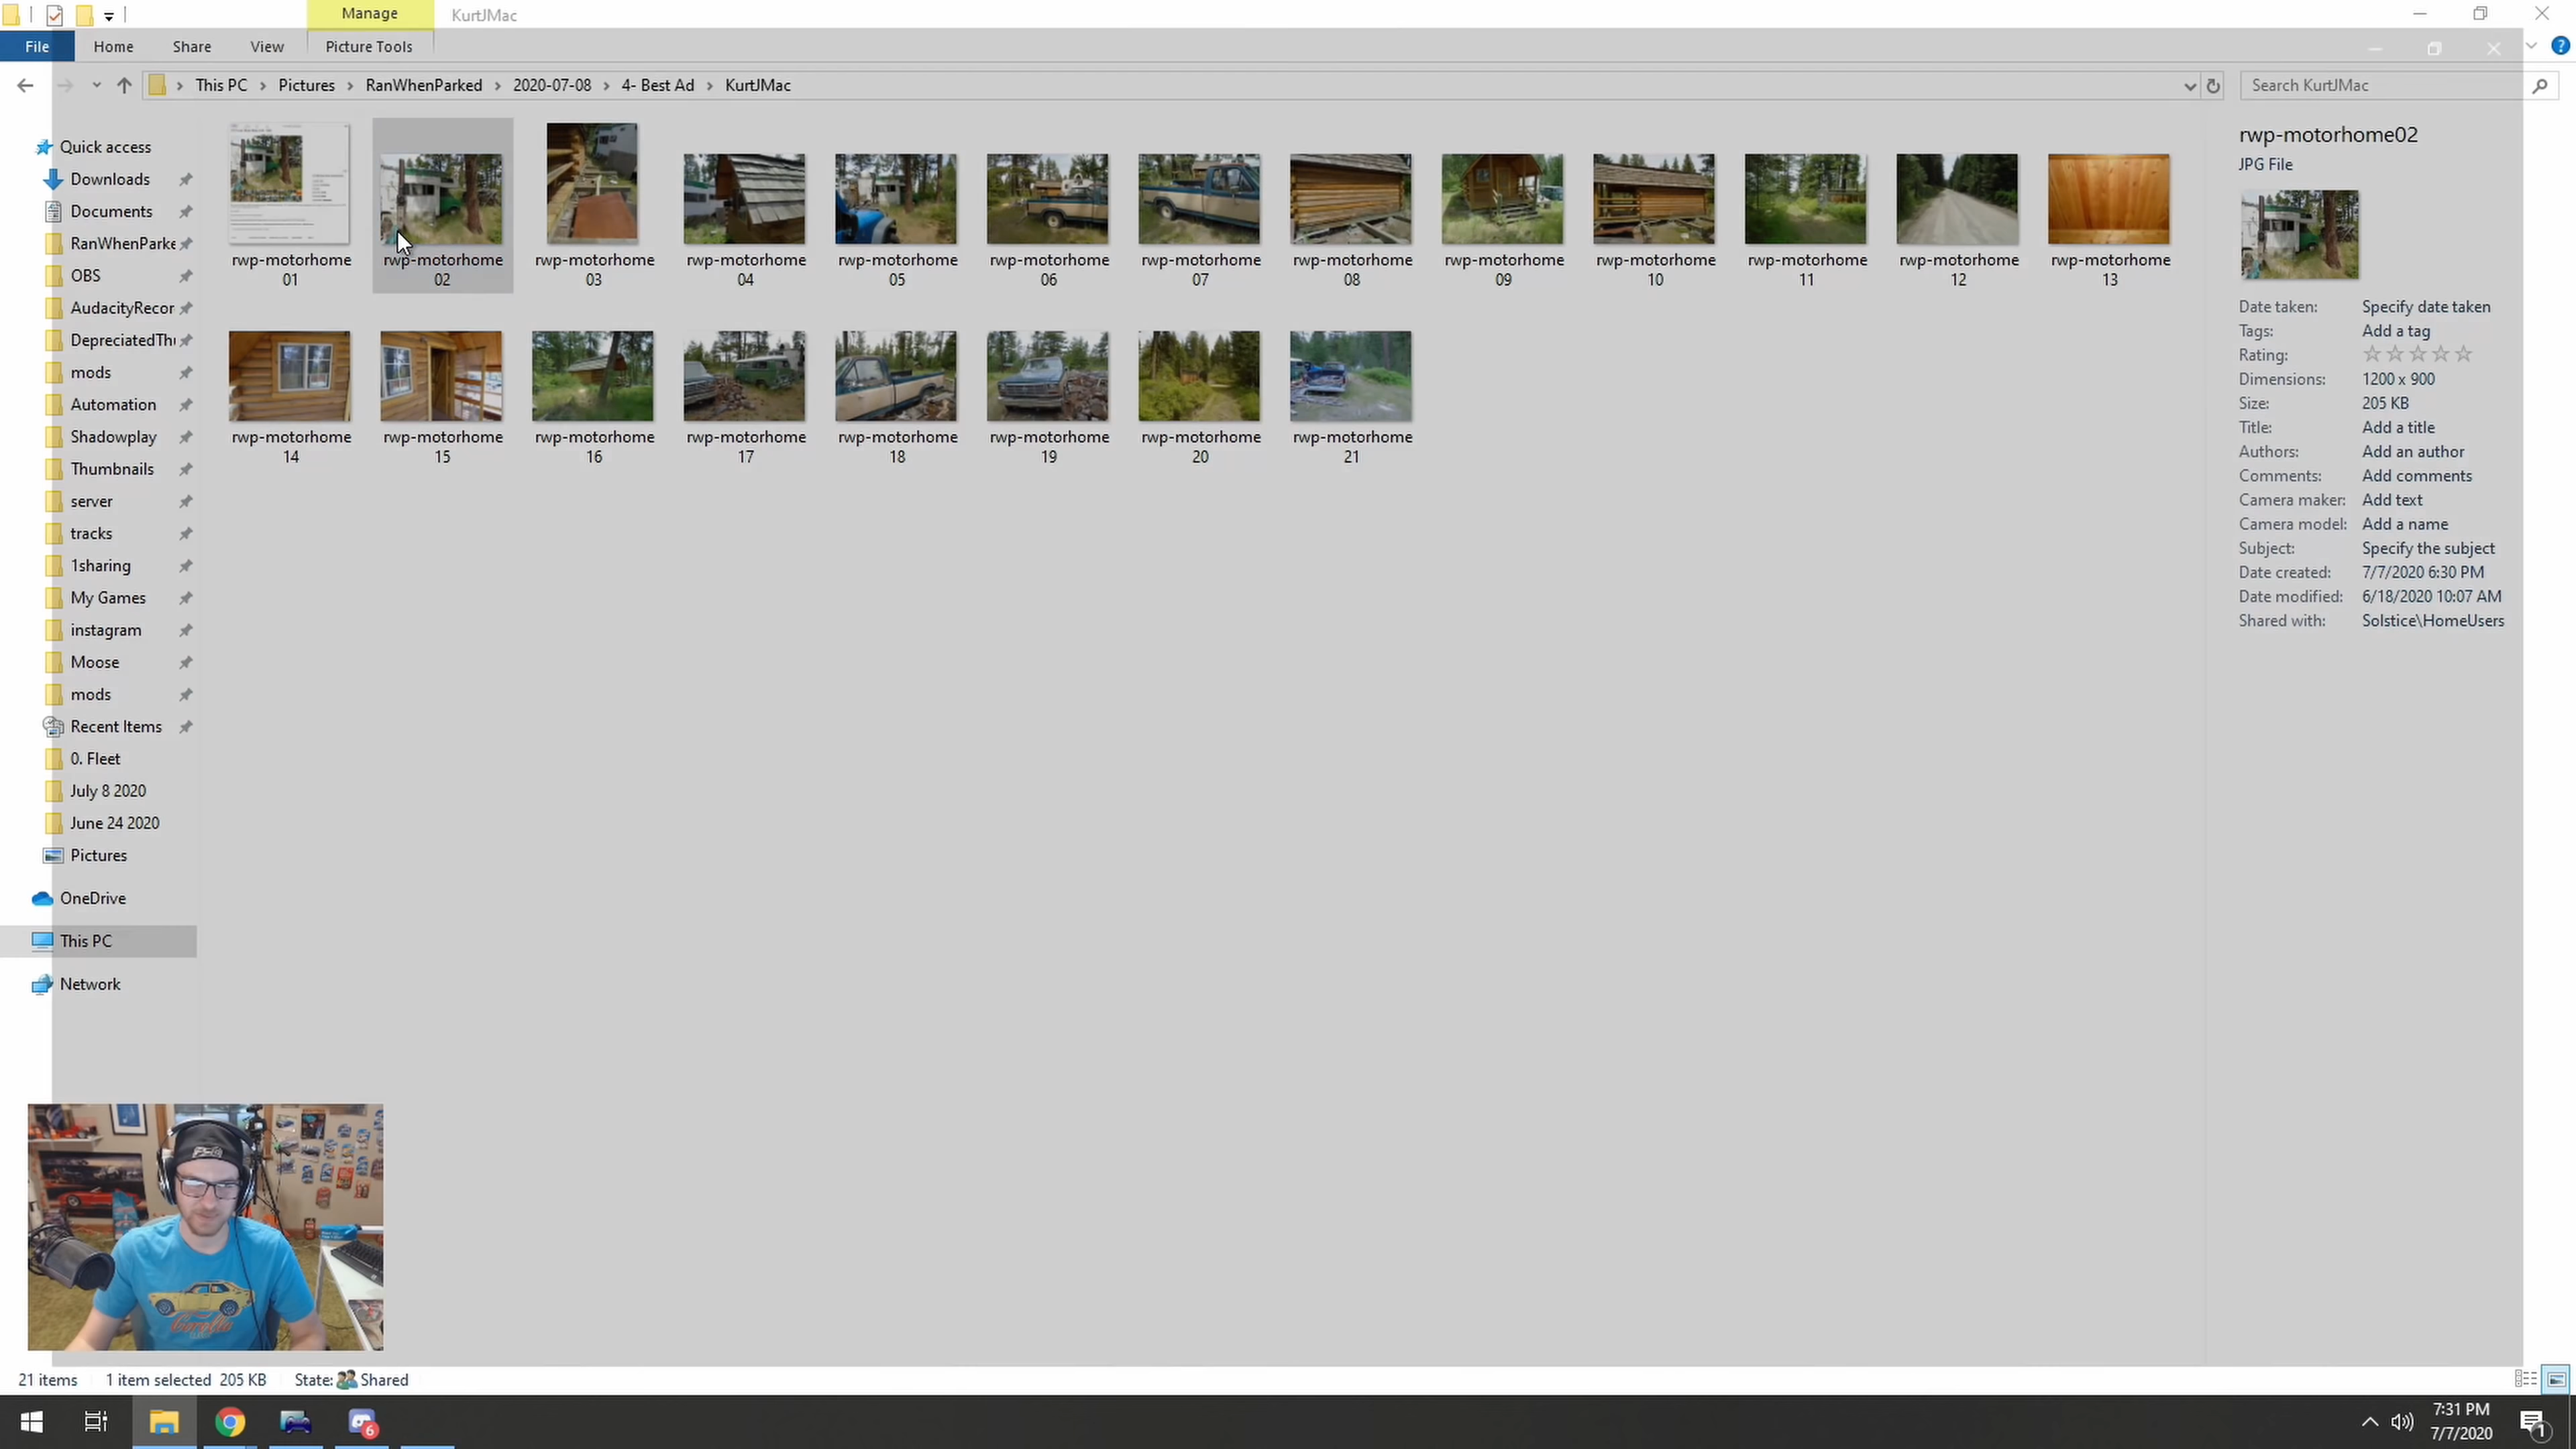 Manage KurtJMac
File Home Share View Picture Tools
This PC Pictures RanWhenParked 2020-07-08 4- Best Ad KurtJMac Search KurtJMac
Quick access
Downloads
Documents
RanWhenParke
OBS
AudacityRecor
DepreciatedThu
mods
Automation
Shadowplay
Thumbnails
server
tracks
1sharing
My Games
instagram
Moose
mods
Recent Items
0. Fleet
July 8 2020
June 24 2020
Pictures
OneDrive
This PC
Network
rwp-motorhome 01
rwp-motorhome 02
rwp-motorhome 03
rwp-motorhome 04
rwp-motorhome 05
rwp-motorhome 06
rwp-motorhome 07
rwp-motorhome 08
rwp-motorhome 09
rwp-motorhome 10
rwp-motorhome 11
rwp-motorhome 12
rwp-motorhome 13
rwp-motorhome 14
rwp-motorhome 15
rwp-motorhome 16
rwp-motorhome 17
rwp-motorhome 18
rwp-motorhome 19
rwp-motorhome 20
rwp-motorhome 21
rwp-motorhome02
JPG File
Date taken: Specify date taken
Tags: Add a tag
Rating:
Dimensions: 1200 x 900
Size: 205 KB
Title: Add a title
Authors: Add an author
Comments: Add comments
Camera maker: Add text
Camera model: Add a name
Subject: Specify the subject
Date created: 7/7/2020 6:30 PM
Date modified: 6/18/2020 10:07 AM
Shared with: Solstice\HomeUsers
Corolla
21 items 1 item selected 205 KB State: Shared
6
7:31 PM
7/7/2020
1